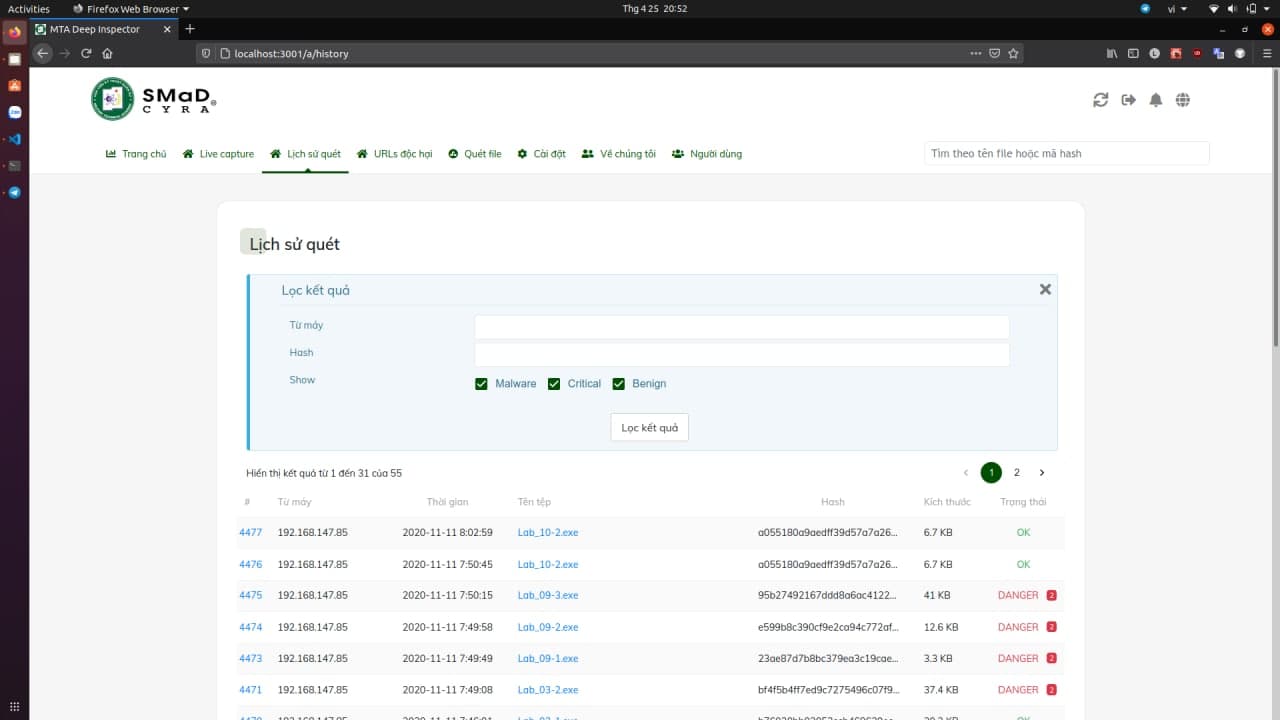 Activities Firefox Web Browser Thg 4 25 20:52 vi
MTA Deep Inspector
localhost:3001/a/history
SMaD
CYRA
Trang chủ Live capture Lịch sử quét URLs độc hại Quét file Cài đặt Về chúng tôi Người dùng Tìm theo tên file hoặc mã hash
Lịch sử quét
Lọc kết quả
Từ máy
Hash
Show Malware Critical Benign
Lọc kết quả
Hiển thị kết quả từ 1 đến 31 của 55 1 2
# Từ máy Thời gian Tên tệp Hash Kích thước Trạng thái
4477 192.168.147.85 2020-11-11 8:02:59 Lab_10-2.exe a055180a9aedff39d57a7a26... 6.7 KB OK
4476 192.168.147.85 2020-11-11 7:50:45 Lab_10-2.exe a055180a9aedff39d57a7a26... 6.7 KB OK
4475 192.168.147.85 2020-11-11 7:50:15 Lab_09-3.exe 95b27492167ddd8a6ac4122... 41 KB DANGER 2
4474 192.168.147.85 2020-11-11 7:49:58 Lab_09-2.exe e599b8c390cf9e2ca94c772af... 12.6 KB DANGER 2
4473 192.168.147.85 2020-11-11 7:49:49 Lab_09-1.exe 23ae87d7b8bc379ea3c19cae... 3.3 KB DANGER 2
4471 192.168.147.85 2020-11-11 7:49:08 Lab_03-2.exe bf4f5b4ff7ed9c7275496c07f9... 37.4 KB DANGER 2